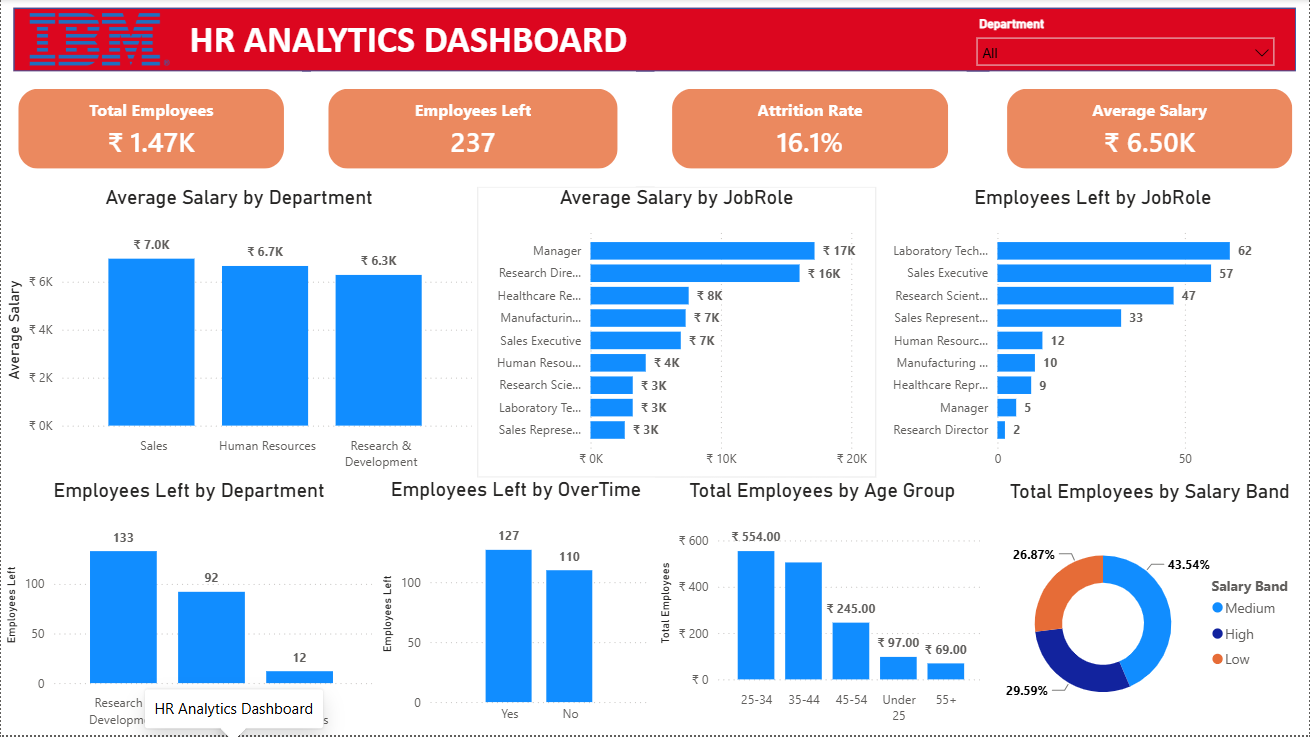 IBM
HR ANALYTICS DASHBOARD
Department
All
Total Employees
₹ 1.47K
Employees Left
237
Attrition Rate
16.1%
Average Salary
₹ 6.50K
Average Salary by Department
Average Salary
₹ 6K
₹ 4K
₹ 2K
₹ 0K
₹ 7.0K
₹ 6.7K
₹ 6.3K
Sales
Human Resources
Research &
Development
Average Salary by JobRole
Manager ₹ 17K
Research Dire... ₹ 16K
Healthcare Re... ₹ 8K
Manufacturin... ₹ 7K
Sales Executive ₹ 7K
Human Resou... ₹ 4K
Research Scie... ₹ 3K
Laboratory Te... ₹ 3K
Sales Represe... ₹ 3K
₹ 0K ₹ 10K ₹ 20K
Employees Left by JobRole
Laboratory Tech... 62
Sales Executive 57
Research Scient... 47
Sales Represent... 33
Human Resourc... 12
Manufacturing ... 10
Healthcare Repr... 9
Manager 5
Research Director 2
0 50
Employees Left by Department
Employees Left
100
50
0
133
92
12
Research
Developm
s
HR Analytics Dashboard
Employees Left by OverTime
Employees Left
100
50
0
127
110
Yes No
Total Employees by Age Group
Total Employees
₹ 600
₹ 400
₹ 200
₹ 0
₹ 554.00
₹ 245.00
₹ 97.00
₹ 69.00
25-34 35-44 45-54 Under 55+
25
Total Employees by Salary Band
26.87%
43.54%
29.59%
Salary Band
Medium
High
Low